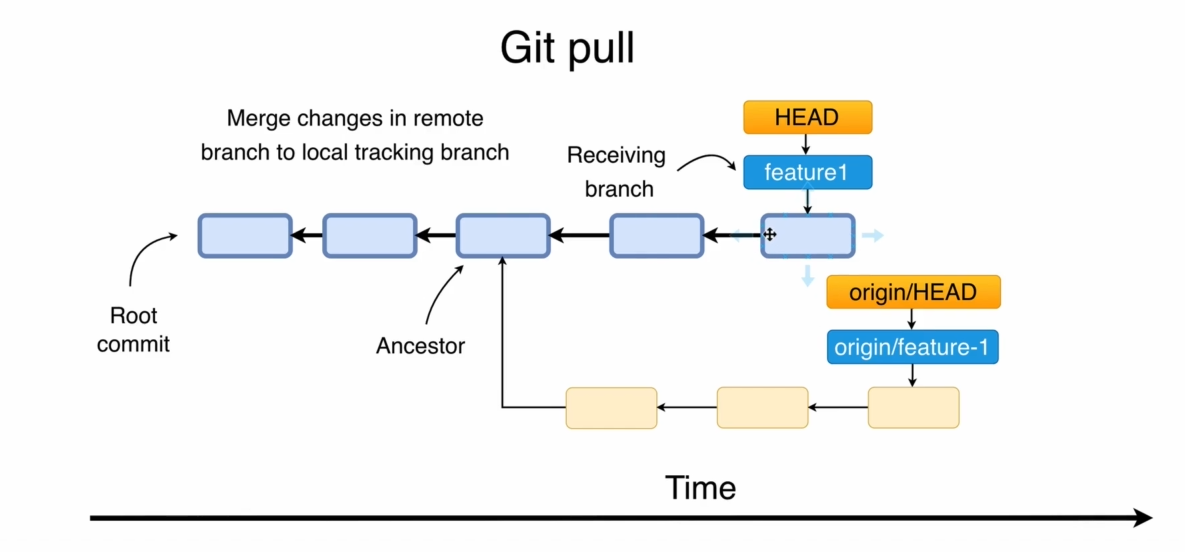 Git pull
Merge changes in remote
branch to local tracking branch
Receiving
branch
HEAD
feature1
Root
commit
Ancestor
origin/HEAD
origin/feature-1
Time